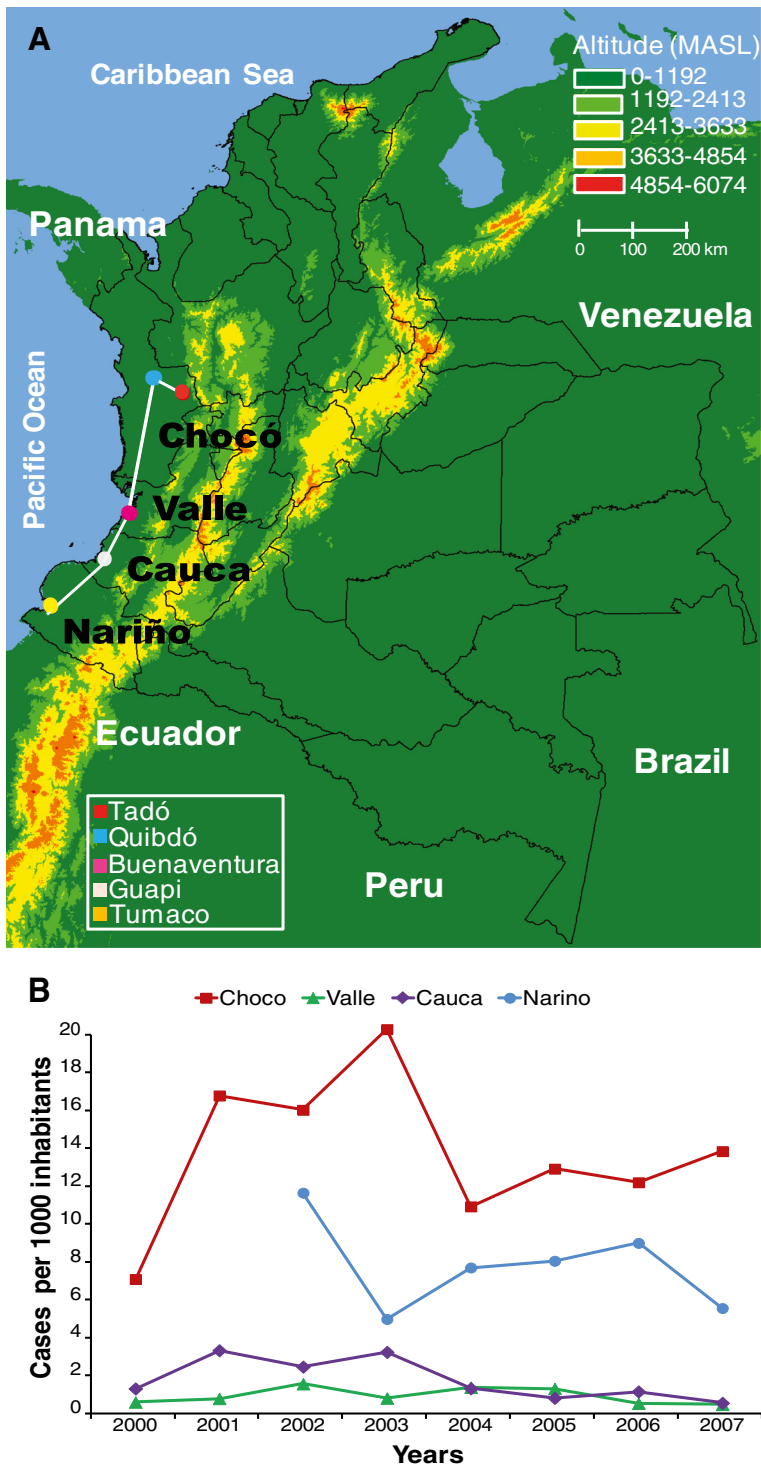 A
Caribbean Sea
Altitude (MASL)
0-1192
1192-2413
2413-3633
3633-4854
4854-6074
0 100 200 km
Panama
Venezuela
Pacific Ocean
Chocó
Valle
Cauca
Nariño
Ecuador
Brazil
Peru
Tadó
Quibdó
Buenaventura
Guapi
Tumaco
B
Choco Valle Cauca Narino
Cases per 1000 inhabitants
20
18
16
14
12
10
8
6
4
2
0
2000 2001 2002 2003 2004 2005 2006 2007
Years